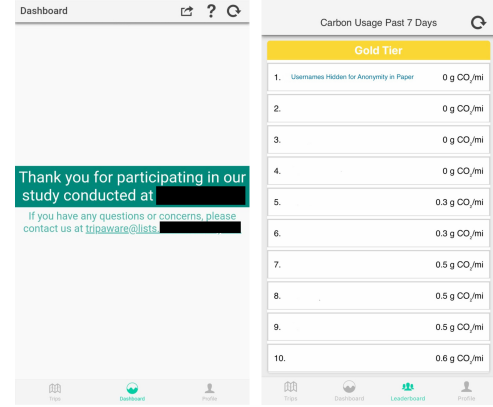 Dashboard
Thank you for participating in our
study conducted at
If you have any questions or concerns, please
contact us at tripaware@lists.
Trips
Dashboard
Profile
Carbon Usage Past 7 Days
Gold Tier
1. Usernames Hidden for Anonymity in Paper 0 g CO₂/mi
2. 0 g CO₂/mi
3. 0 g CO₂/mi
4. 0 g CO₂/mi
5. 0.3 g CO₂/mi
6. 0.3 g CO₂/mi
7. 0.5 g CO₂/mi
8. 0.5 g CO₂/mi
9. 0.5 g CO₂/mi
10. 0.6 g CO₂/mi
Trips
Dashboard
Leaderboard
Profile